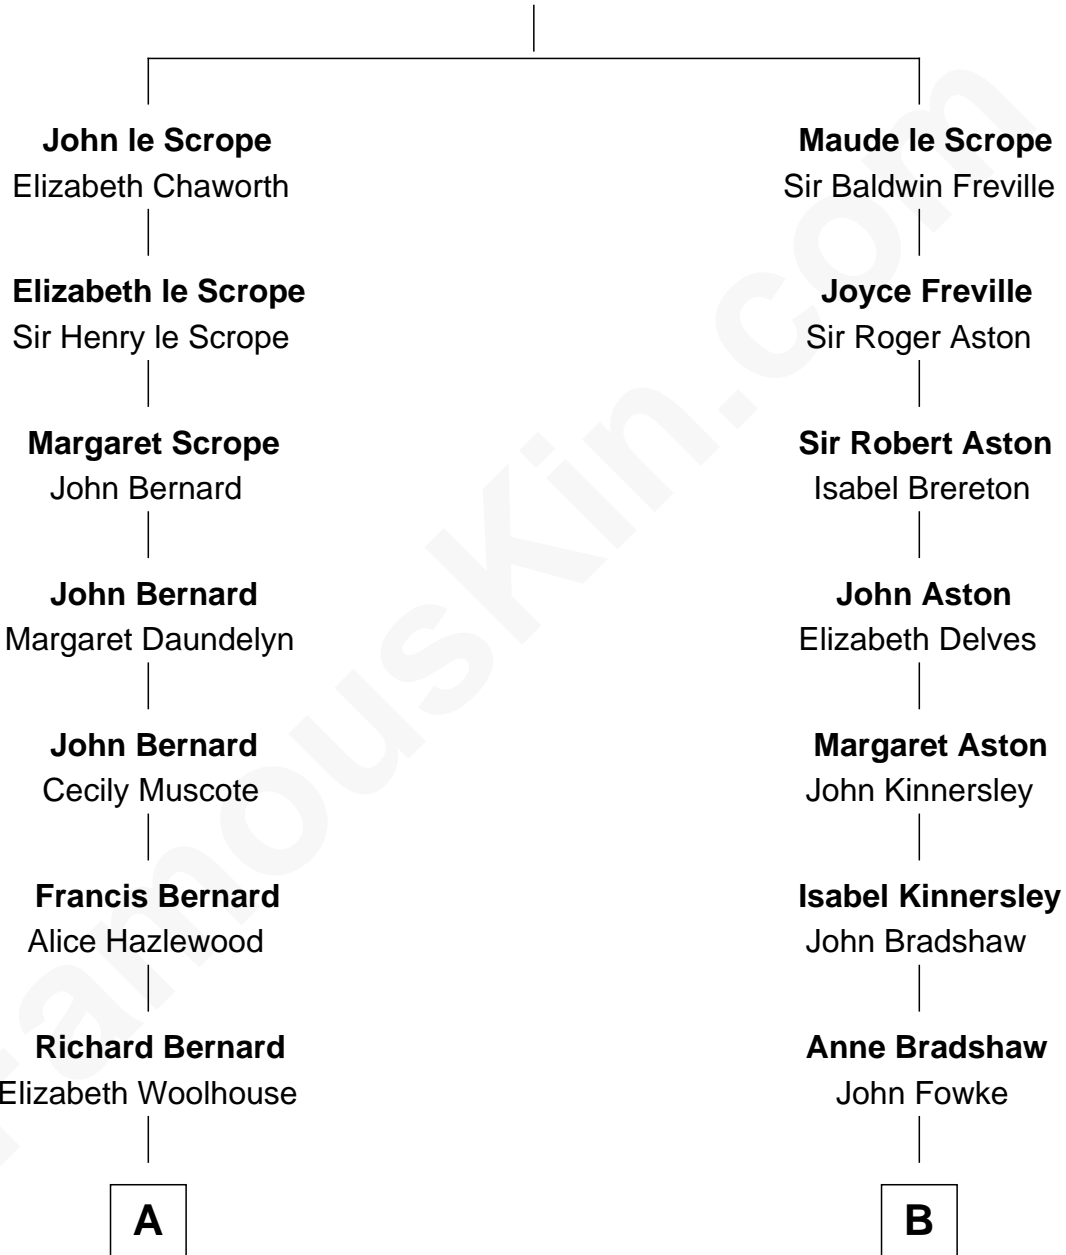 John le Scrope
Elizabeth Chaworth
Elizabeth le Scrope
Sir Henry le Scrope
Margaret Scrope
John Bernard
John Bernard
Margaret Daundelyn
John Bernard
Cecily Muscote
Francis Bernard
Alice Hazlewood
Richard Bernard
Elizabeth Woolhouse
A
Maude le Scrope
Sir Baldwin Freville
Joyce Freville
Sir Roger Aston
Sir Robert Aston
Isabel Brereton
John Aston
Elizabeth Delves
Margaret Aston
John Kinnersley
Isabel Kinnersley
John Bradshaw
Anne Bradshaw
John Fowke
B
FamousKin.com